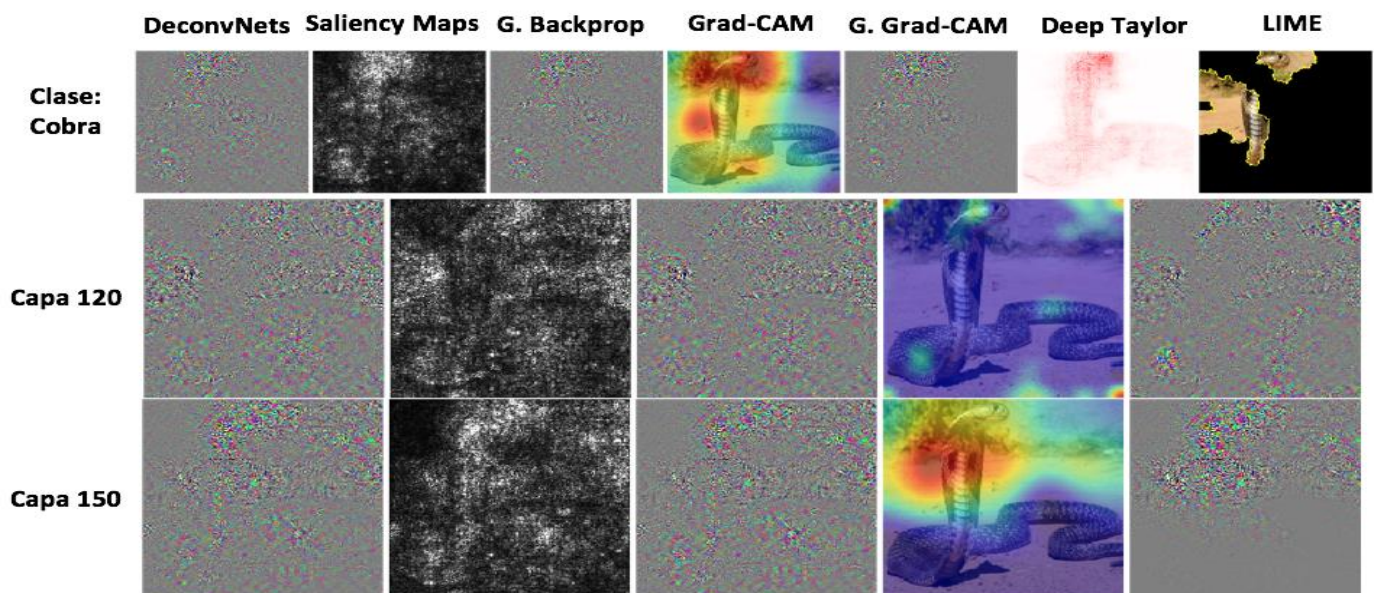 DeconvNets Saliency Maps G. Backprop Grad-CAM G. Grad-CAM Deep Taylor LIME
Clase:
Cobra
Capa 120
Capa 150